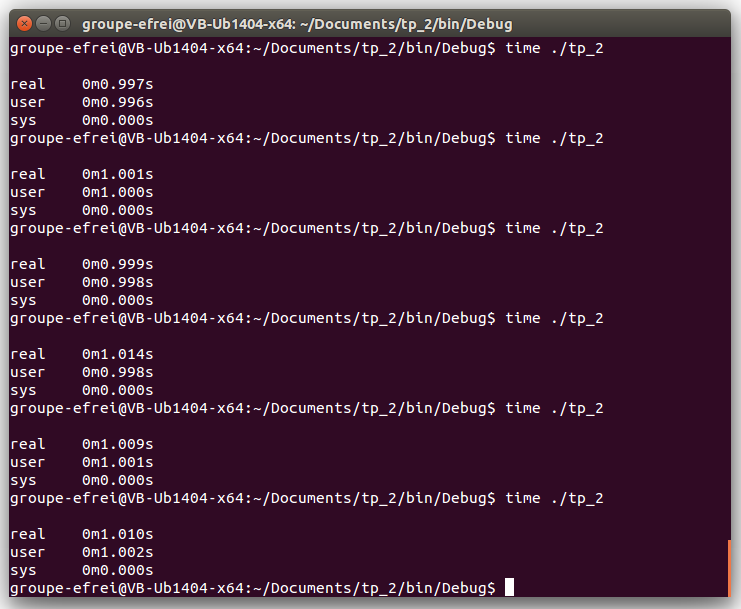 groupe-efrei@VB-Ub1404-x64: ~/Documents/tp_2/bin/Debug
groupe-efrei@VB-Ub1404-x64:~/Documents/tp_2/bin/Debug$ time ./tp_2
real 0m0.997s
user 0m0.996s
sys 0m0.000s
groupe-efrei@VB-Ub1404-x64:~/Documents/tp_2/bin/Debug$ time ./tp_2
real 0m1.001s
user 0m1.000s
sys 0m0.000s
groupe-efrei@VB-Ub1404-x64:~/Documents/tp_2/bin/Debug$ time ./tp_2
real 0m0.999s
user 0m0.998s
sys 0m0.000s
groupe-efrei@VB-Ub1404-x64:~/Documents/tp_2/bin/Debug$ time ./tp_2
real 0m1.014s
user 0m0.998s
sys 0m0.000s
groupe-efrei@VB-Ub1404-x64:~/Documents/tp_2/bin/Debug$ time ./tp_2
real 0m1.009s
user 0m1.001s
sys 0m0.000s
groupe-efrei@VB-Ub1404-x64:~/Documents/tp_2/bin/Debug$ time ./tp_2
real 0m1.010s
user 0m1.002s
sys 0m0.000s
groupe-efrei@VB-Ub1404-x64:~/Documents/tp_2/bin/Debug$